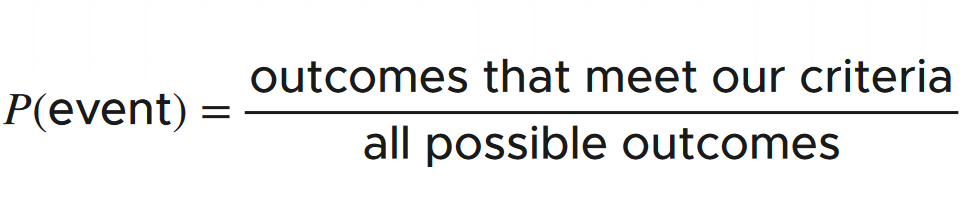 P(event) = outcomes that meet our criteria
all possible outcomes